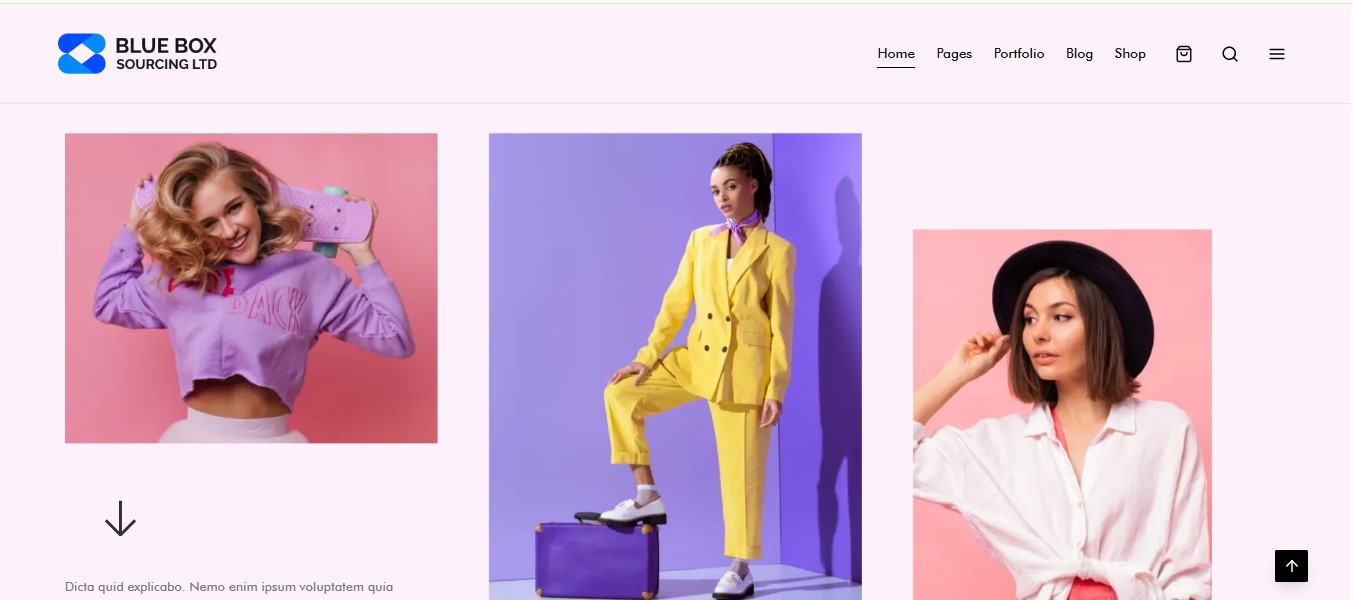 BLUE BOX
SOURCING LTD
Home Pages Portfolio Blog Shop
BACK
Dicta quid explicabo. Nemo enim ipsum voluptatem quia